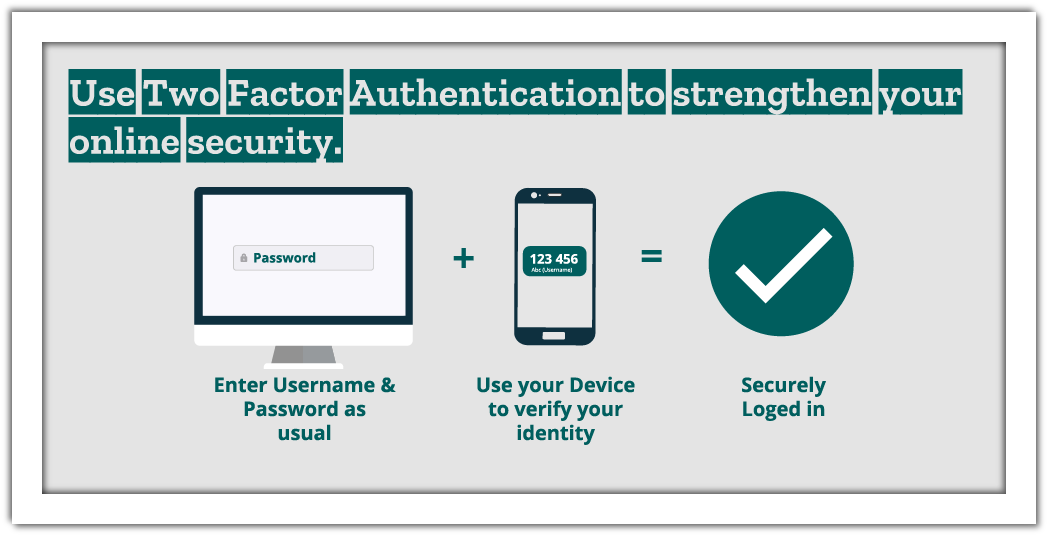 Use Two Factor Authentication to strengthen your
online security.
Password
123 456
Abc (Username)
+
=
Enter Username &
Password as
usual
Use your Device
to verify your
identity
Securely
Loged in